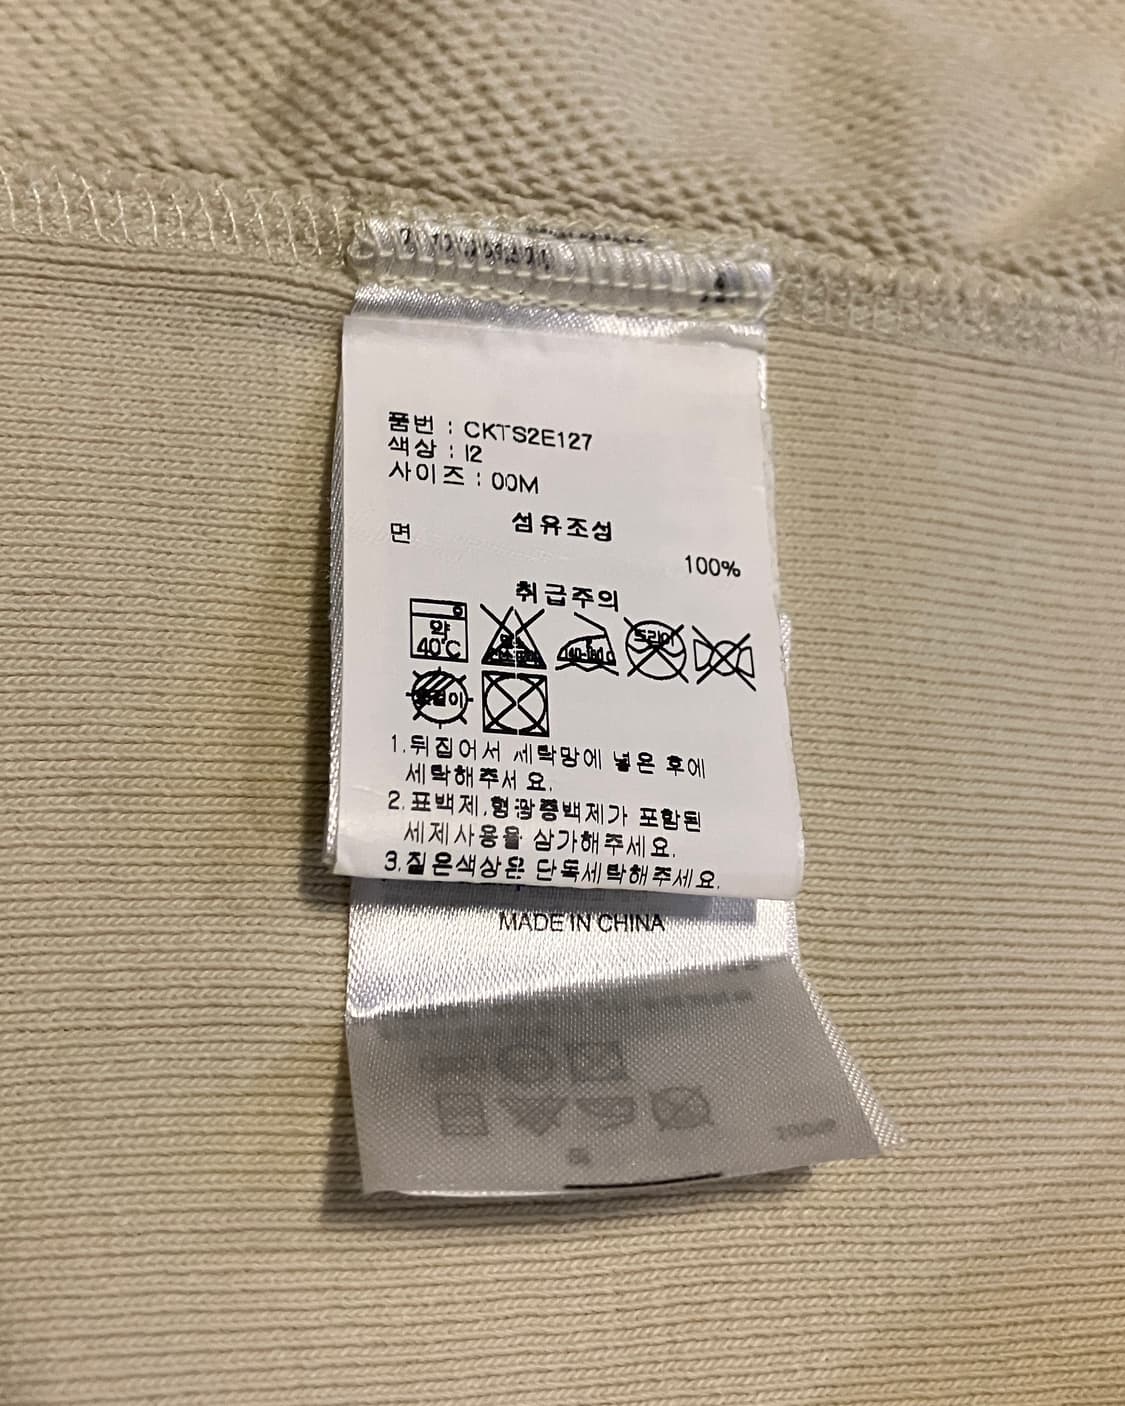 품번 : CKTS2E127
색상 : I2
사이즈 : 00M
섬유조성
면 100%
취급주의
약 40°C
드라이
1.뒤집어서 세탁망에 넣은 후에
세탁해주세요.
2.표백제,형광증백제가 포함된
세제사용을 삼가해주세요.
3.짙은색상은 단독세탁해주세요.
MADE IN CHINA